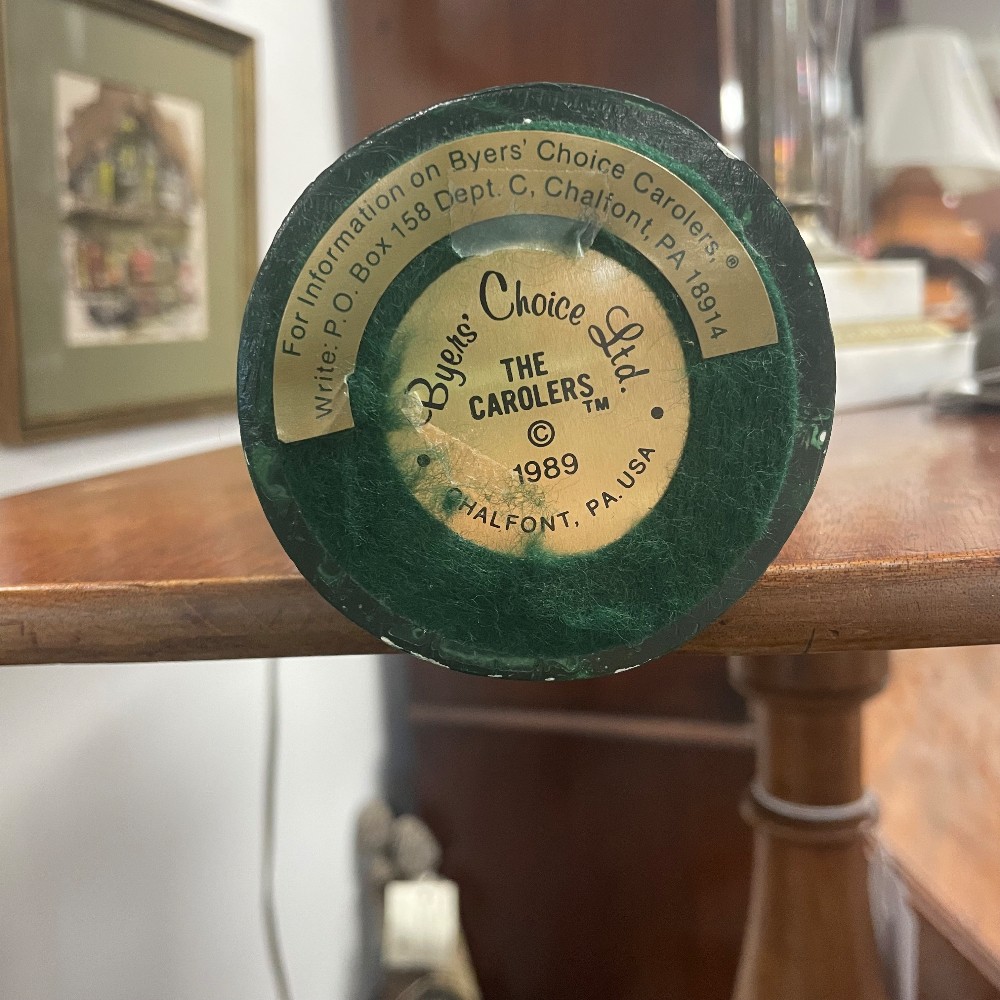 For Information on Byers' Choice Carolers.®
Write: P.O. Box 158 Dept. C, Chalfont, PA 18914
Byers' Choice Ltd.
THE
CAROLERS™
©
1989
CHALFONT, PA. USA